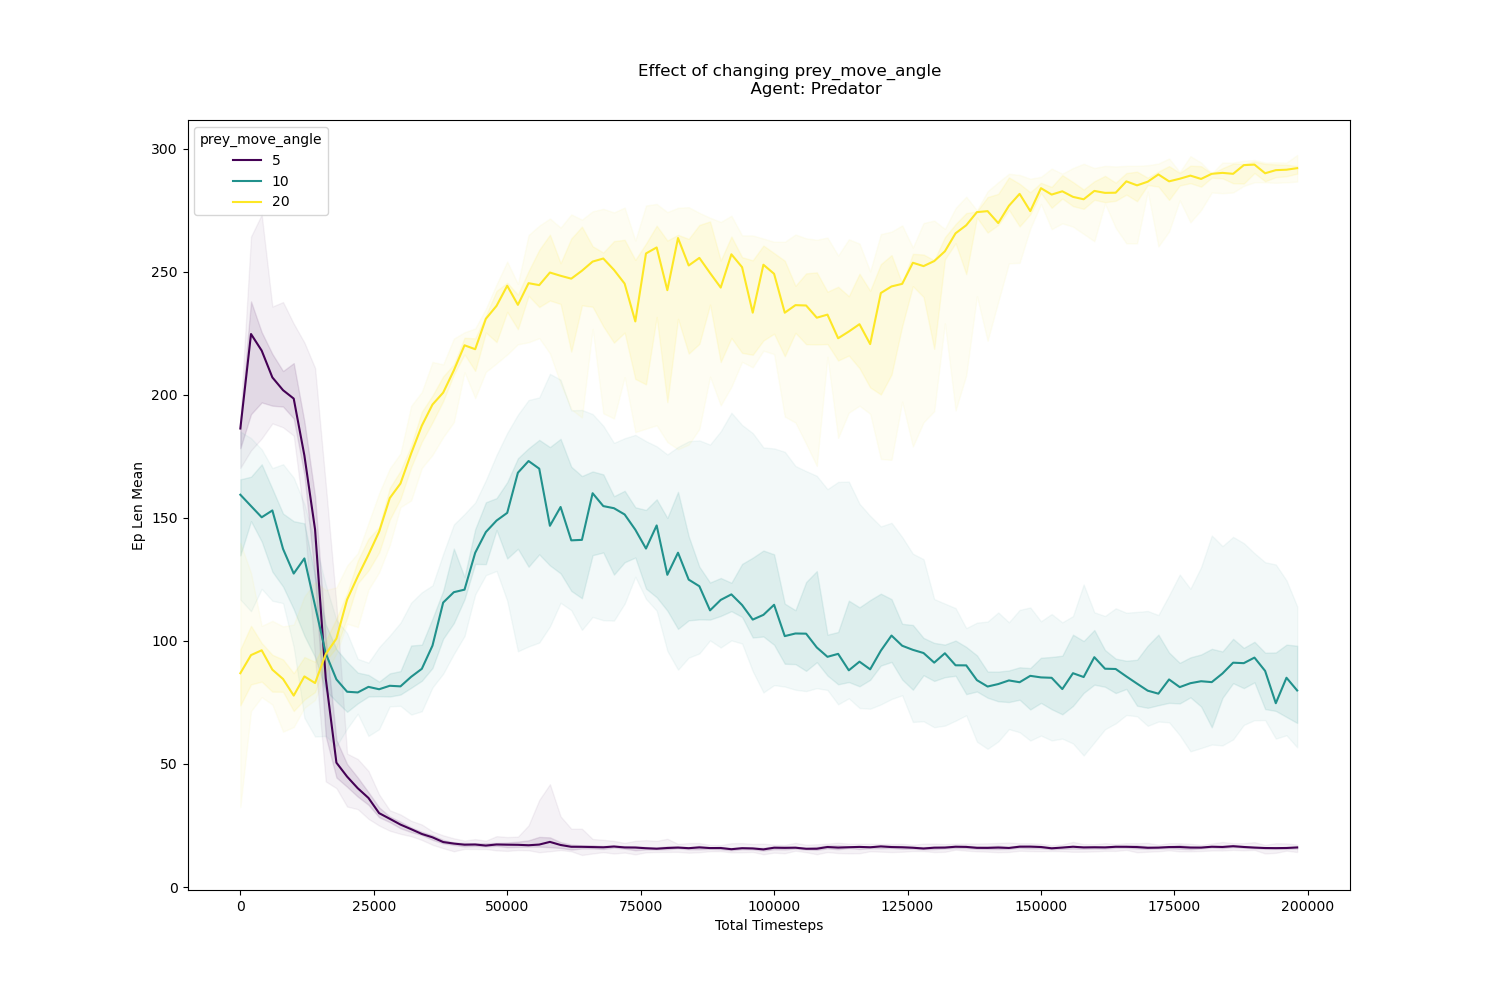 Effect of changing prey_move_angle
Agent: Predator
prey_move_angle
5
10
20
Ep Len Mean
300
250
200
150
100
50
0
0 25000 50000 75000 100000 125000 150000 175000 200000
Total Timesteps